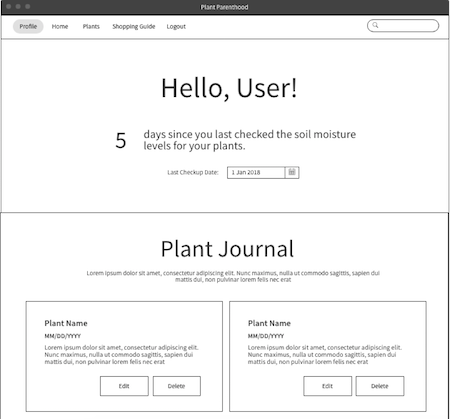 Plant Parenthood
Profile Home Plants Shopping Guide Logout
Hello, User!
5 days since you last checked the soil moisture
levels for your plants.
Last Checkup Date: 1 Jan 2018
Plant Journal
Lorem ipsum dolor sit amet, consectetur adipiscing elit. Nunc maximus, nulla ut commodo sagittis, sapien dui
mattis dui, non pulvinar lorem felis nec erat
Plant Name
MM/DD/YYYY
Lorem ipsum dolor sit amet, consectetur adipiscing elit.
Nunc maximus, nulla ut commodo sagittis, sapien dui
mattis dui, non pulvinar lorem felis nec erat
Edit Delete
Plant Name
MM/DD/YYYY
Lorem ipsum dolor sit amet, consectetur adipiscing elit.
Nunc maximus, nulla ut commodo sagittis, sapien dui
mattis dui, non pulvinar lorem felis nec erat
Edit Delete